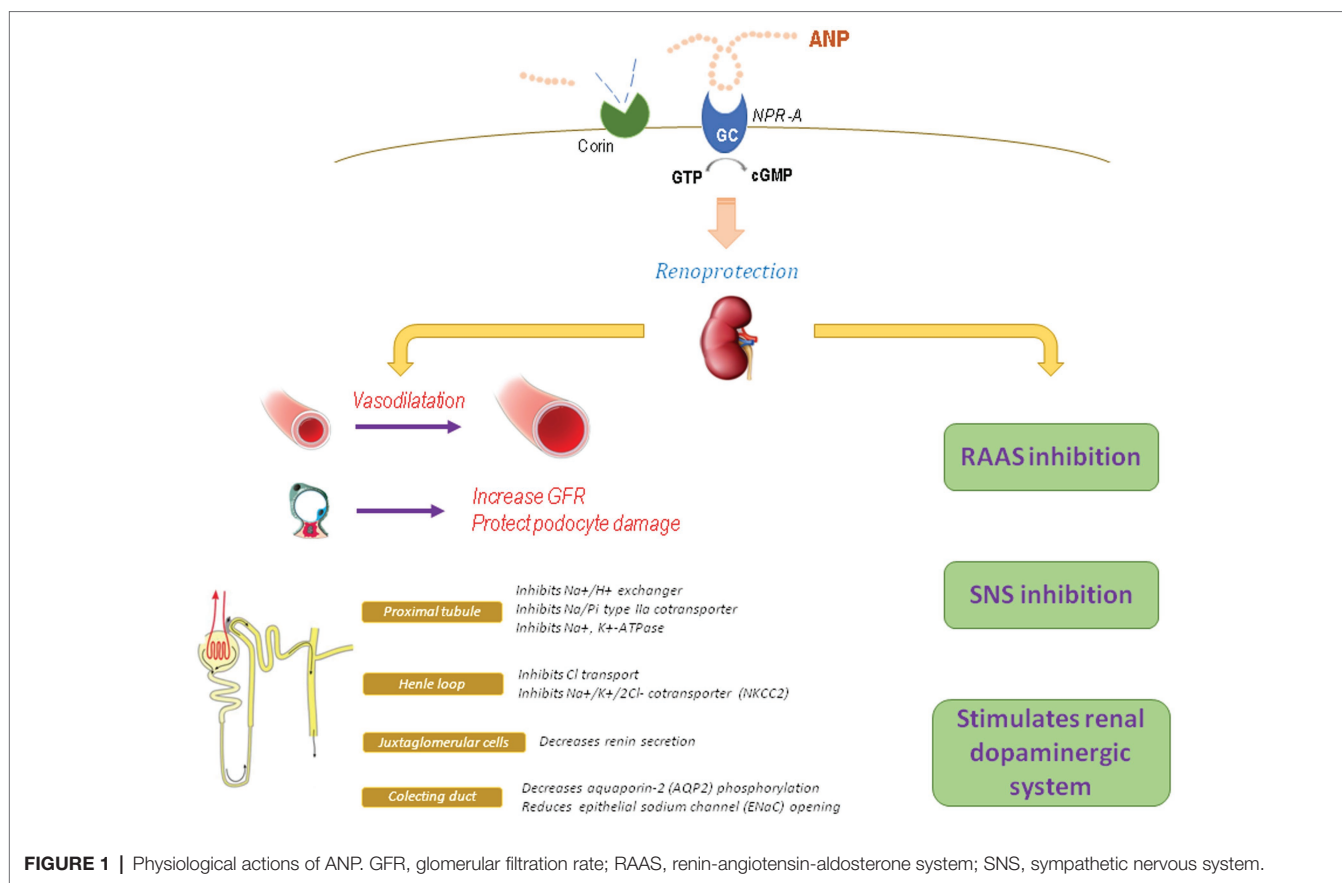 ANP
NPR-A
GC
Corin
GTP
cGMP
Renoprotection
Vasodilatation
Increase GFR
Protect podocyte damage
Proximal tubule
Inhibits Na+/H+ exchanger
Inhibits Na/Pi type IIa cotransporter
Inhibits Na+, K+-ATPase
Henle loop
Inhibits Cl transport
Inhibits Na+/K+/2Cl- cotransporter (NKCC2)
Juxtaglomerular cells
Decreases renin secretion
Colecting duct
Decreases aquaporin-2 (AQP2) phosphorylation
Reduces epithelial sodium channel (ENaC) opening
RAAS inhibition
SNS inhibition
Stimulates renal
dopaminergic
system
FIGURE 1 | Physiological actions of ANP. GFR, glomerular filtration rate; RAAS, renin-angiotensin-aldosterone system; SNS, sympathetic nervous system.